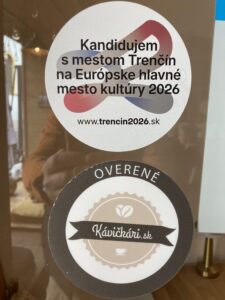 Kandidujem
s mestom Trenčín
na Európske hlavné
mesto kultúry 2026
www.trencin2026.sk
OVERENÉ
Kávičkári.sk